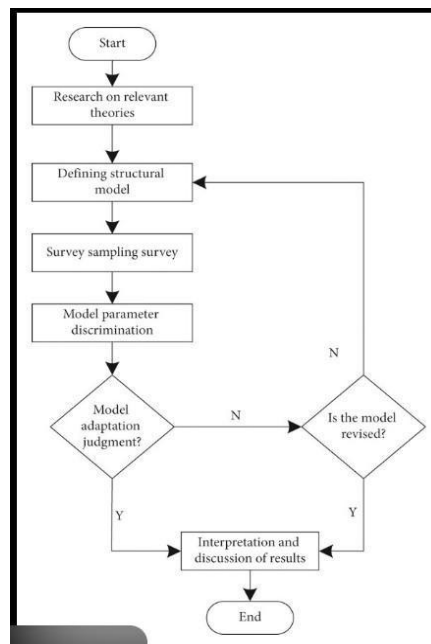 Start
Research on relevant
theories
Defining structural
model
Survey sampling survey
Model parameter
discrimination
N
Model
adaptation
judgment?
N
Is the model
revised?
Y
Y
Interpretation and
discussion of results
End